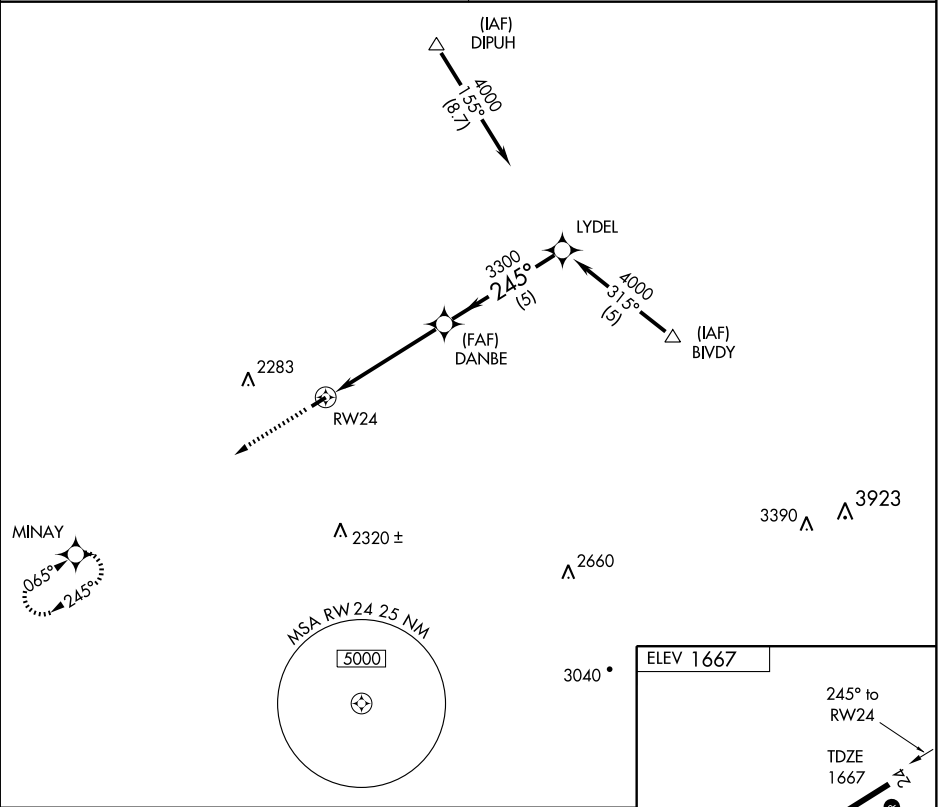 (IAF)
DIPUH
4000
155°
(8.7)
LYDEL
3300
245°
(5)
4000
315°
(5)
(IAF)
BIVDY
(FAF)
DANBE
2283
RW24
3923
3390
MINAY
2320 ±
065°
245°
2660
MSA RW 24 25 NM
5000
3040
ELEV 1667
245° to
RW24
TDZE
1667
24